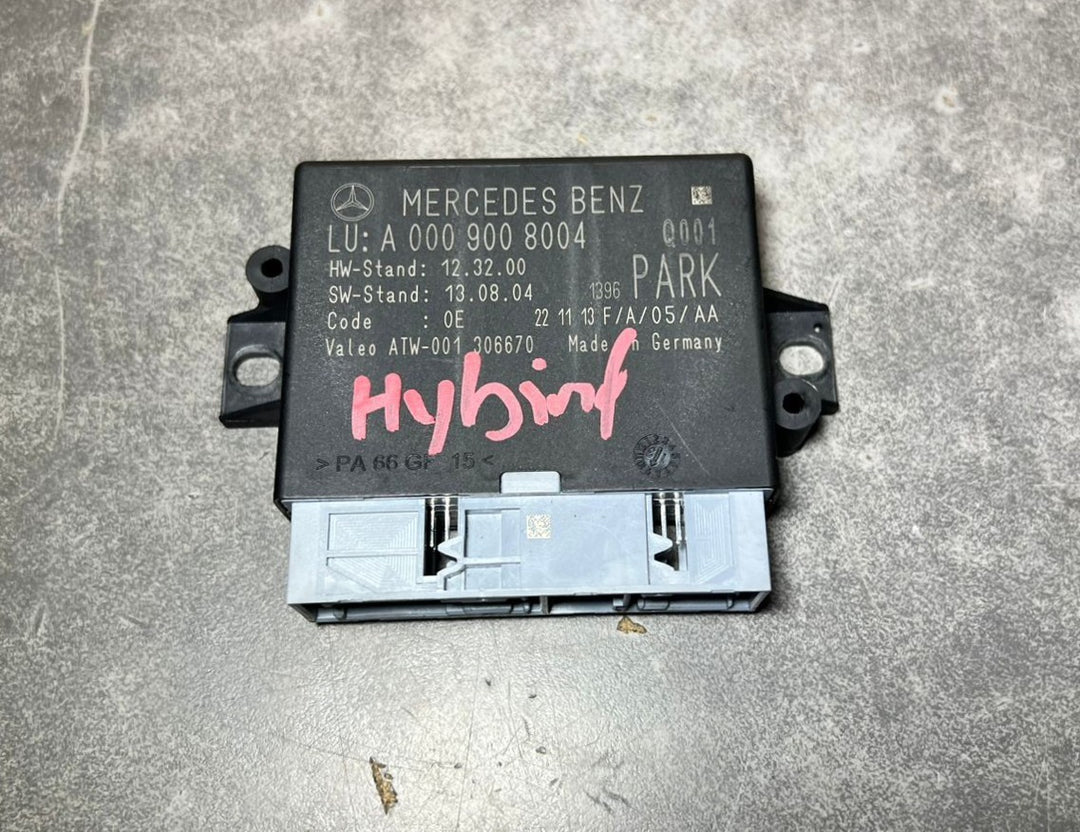 MERCEDES BENZ
LU: A 000 900 8004 Q001
HW-Stand: 12.32.00
SW-Stand: 13.08.04 1396 PARK
Code : 0E 22 11 13 F/A/05/AA
Valeo ATW-001 306670 Made in Germany
>PA 66 GF 15<